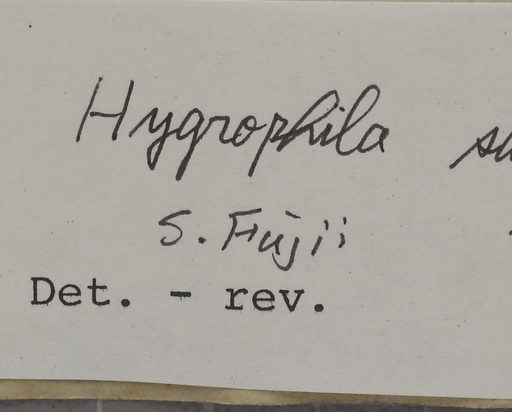 Hygrophila
S. Fujii
Det. - rev.